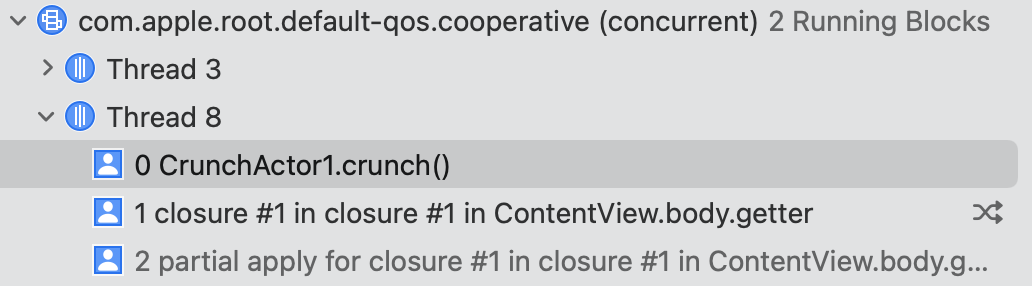 com.apple.root.default-qos.cooperative (concurrent) 2 Running Blocks
Thread 3
Thread 8
0 CrunchActor1.crunch()
1 closure #1 in closure #1 in ContentView.body.getter
2 partial apply for closure #1 in closure #1 in ContentView.body.g...